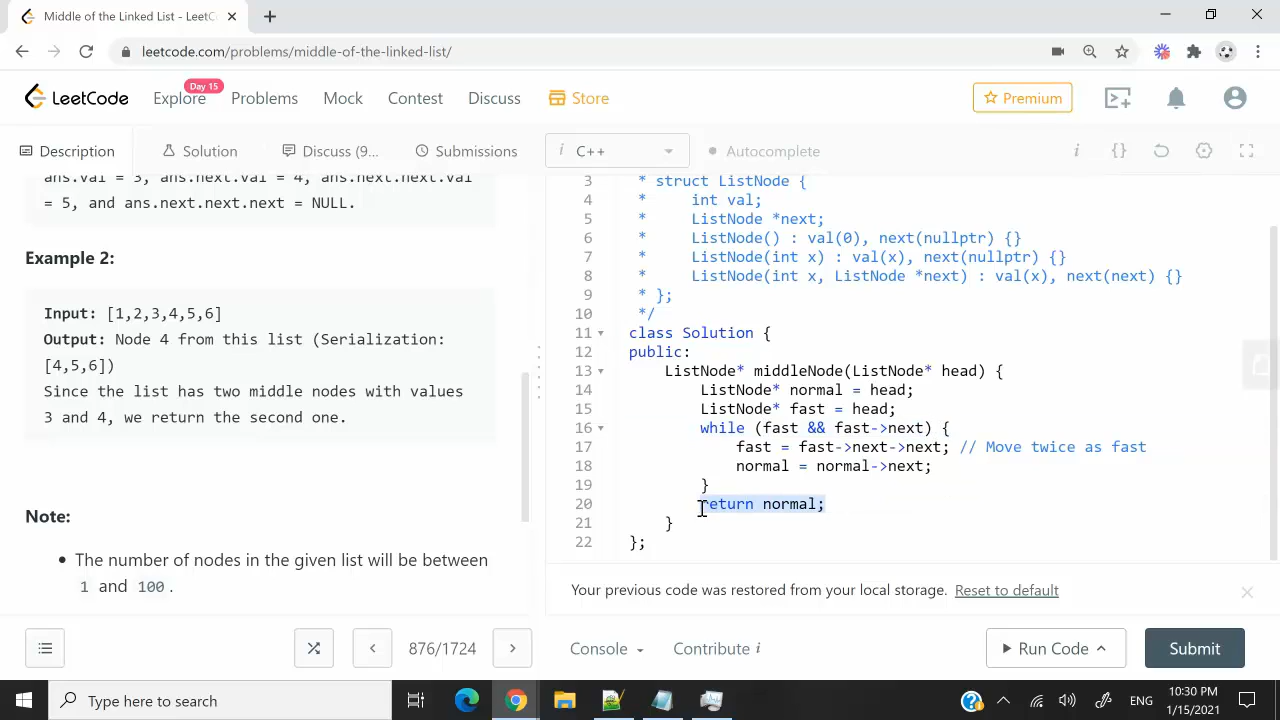 Middle of the Linked List - LeetC
leetcode.com/problems/middle-of-the-linked-list/
LeetCode
Explore
Day 15
Problems
Mock
Contest
Discuss
Store
Premium
Description
Solution
Discuss (9...
Submissions
i C++
Autocomplete
i
{}
ans.val = 3, ans.next.val = 4, ans.next.next.val
= 5, and ans.next.next.next = NULL.
Example 2:
Input: [1,2,3,4,5,6]
Output: Node 4 from this list (Serialization:
[4,5,6])
Since the list has two middle nodes with values
3 and 4, we return the second one.
Note:
• The number of nodes in the given list will be between
1 and 100 .
3 * struct ListNode {
4 *     int val;
5 *     ListNode *next;
6 *     ListNode() : val(0), next(nullptr) {}
7 *     ListNode(int x) : val(x), next(nullptr) {}
8 *     ListNode(int x, ListNode *next) : val(x), next(next) {}
9 * };
10 */
11 class Solution {
12 public:
13     ListNode* middleNode(ListNode* head) {
14         ListNode* normal = head;
15         ListNode* fast = head;
16         while (fast && fast->next) {
17             fast = fast->next->next; // Move twice as fast
18             normal = normal->next;
19         }
20         return normal;
21     }
22 };
Your previous code was restored from your local storage. Reset to default
876/1724
Console
Contribute i
Run Code
Submit
Type here to search
ENG
10:30 PM
1/15/2021